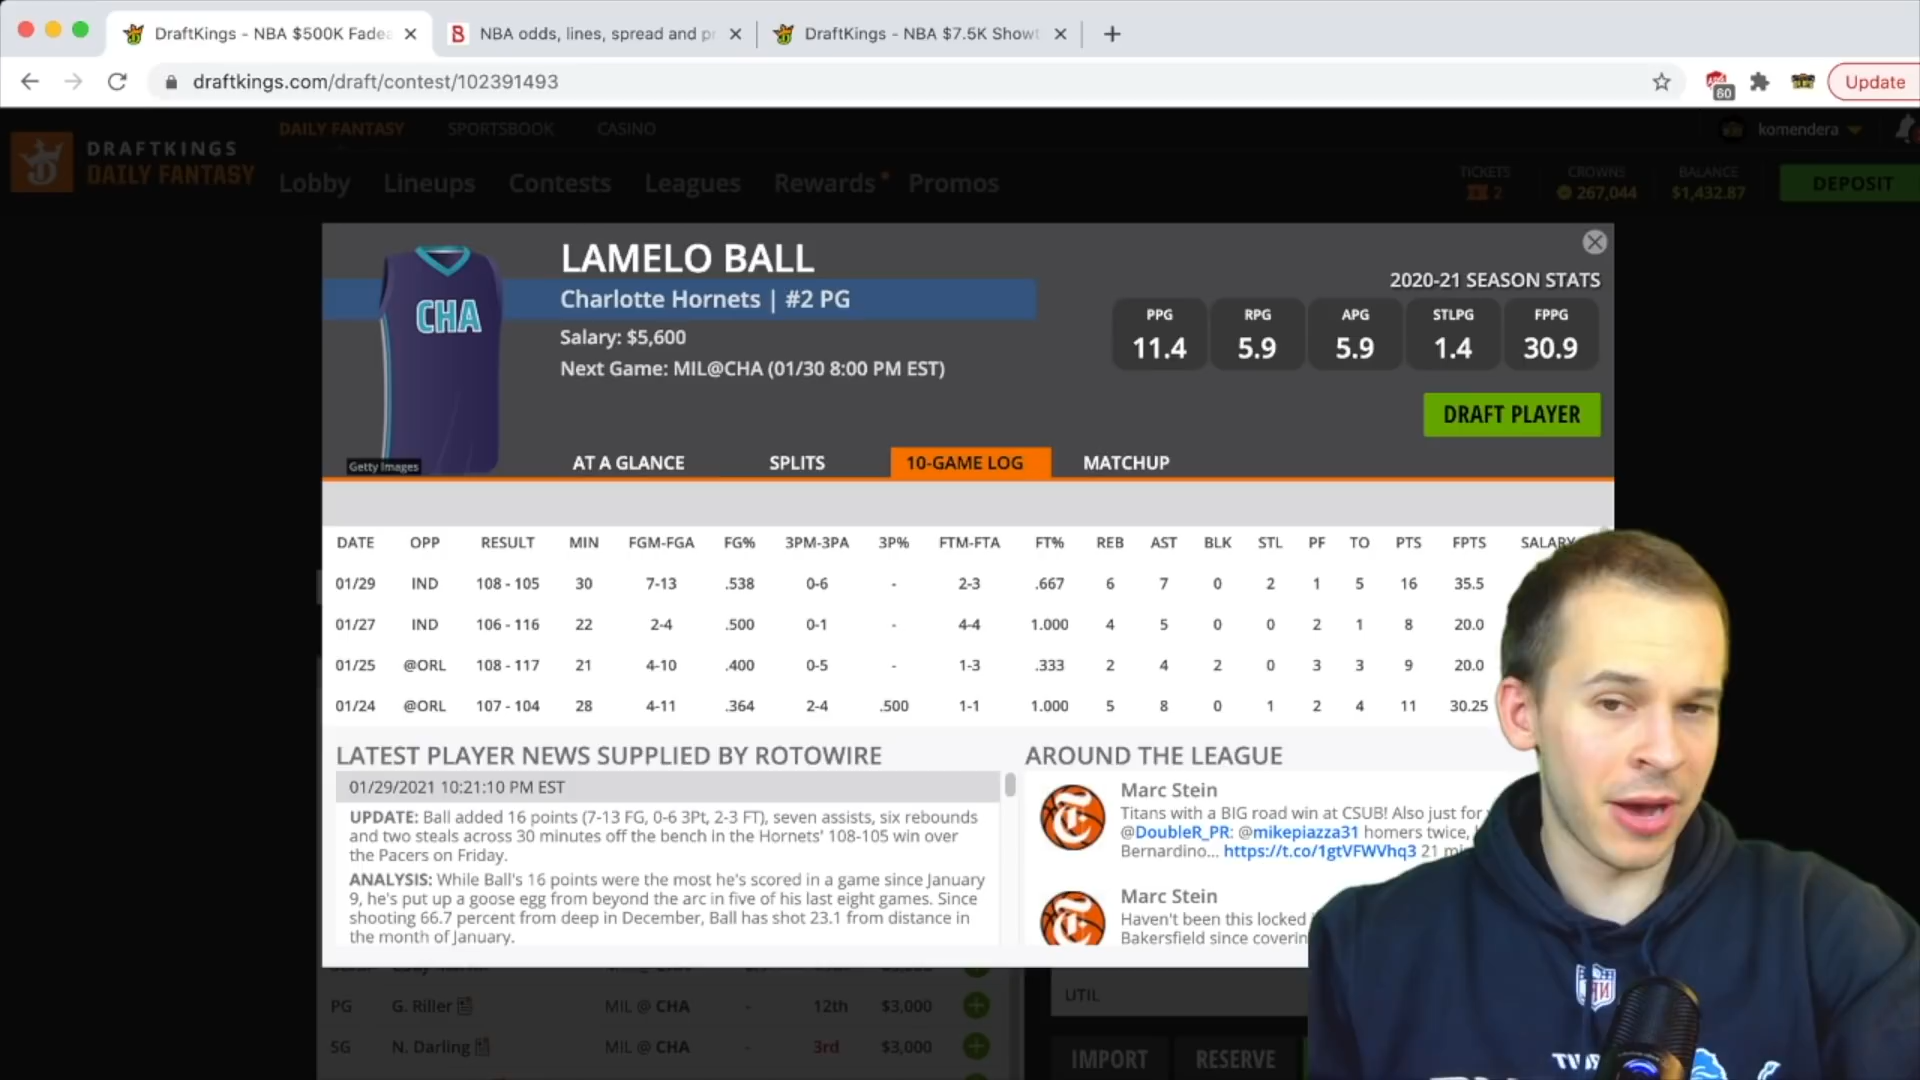 DraftKings - NBA $500K Fade
NBA odds, lines, spread and p
DraftKings - NBA $7.5K Show
draftkings.com/draft/contest/102391493
60
Update
DRAFTKINGS
DAILY FANTASY
DAILY FANTASY
SPORTSBOOK
CASINO
komendera
Lobby
Lineups
Contests
Leagues
Rewards
Promos
TICKETS
2
CROWNS
267,044
BALANCE
$1,432.87
DEPOSIT
LAMELO BALL
Charlotte Hornets | #2 PG
Salary: $5,600
Next Game: MIL@CHA (01/30 8:00 PM EST)
CHA
Getty Images
2020-21 SEASON STATS
PPG RPG APG STLPG FPPG
11.4 5.9 5.9 1.4 30.9
DRAFT PLAYER
AT A GLANCE SPLITS 10-GAME LOG MATCHUP
DATE OPP RESULT MIN FGM-FGA FG% 3PM-3PA 3P% FTM-FTA FT% REB AST BLK STL PF TO PTS FPTS SALARY
01/29 IND 108 - 105 30 7-13 .538 0-6 - 2-3 .667 6 7 0 2 1 5 16 35.5
01/27 IND 106 - 116 22 2-4 .500 0-1 - 4-4 1.000 4 5 0 0 2 1 8 20.0
01/25 @ORL 108 - 117 21 4-10 .400 0-5 - 1-3 .333 2 4 2 0 3 3 9 20.0
01/24 @ORL 107 - 104 28 4-11 .364 2-4 .500 1-1 1.000 5 8 0 1 2 4 11 30.25
LATEST PLAYER NEWS SUPPLIED BY ROTOWIRE
01/29/2021 10:21:10 PM EST
UPDATE: Ball added 16 points (7-13 FG, 0-6 3Pt, 2-3 FT), seven assists, six rebounds
and two steals across 30 minutes off the bench in the Hornets' 108-105 win over
the Pacers on Friday.
ANALYSIS: While Ball's 16 points were the most he's scored in a game since January
9, he's put up a goose egg from beyond the arc in five of his last eight games. Since
shooting 66.7 percent from deep in December, Ball has shot 23.1 from distance in
the month of January.
AROUND THE LEAGUE
Marc Stein
Titans with a BIG road win at CSUB! Also just for
@DoubleR_PR: @mikepiazza31 homers twice,
Bernardino... https://t.co/1gtVFWVhq3 21
Marc Stein
Haven't been this locked
Bakersfield since coverin
PG G. Riller MIL @ CHA - 12th $3,000
SG N. Darling MIL @ CHA - 3rd $3,000
UTIL
IMPORT
RESERVE
NFL